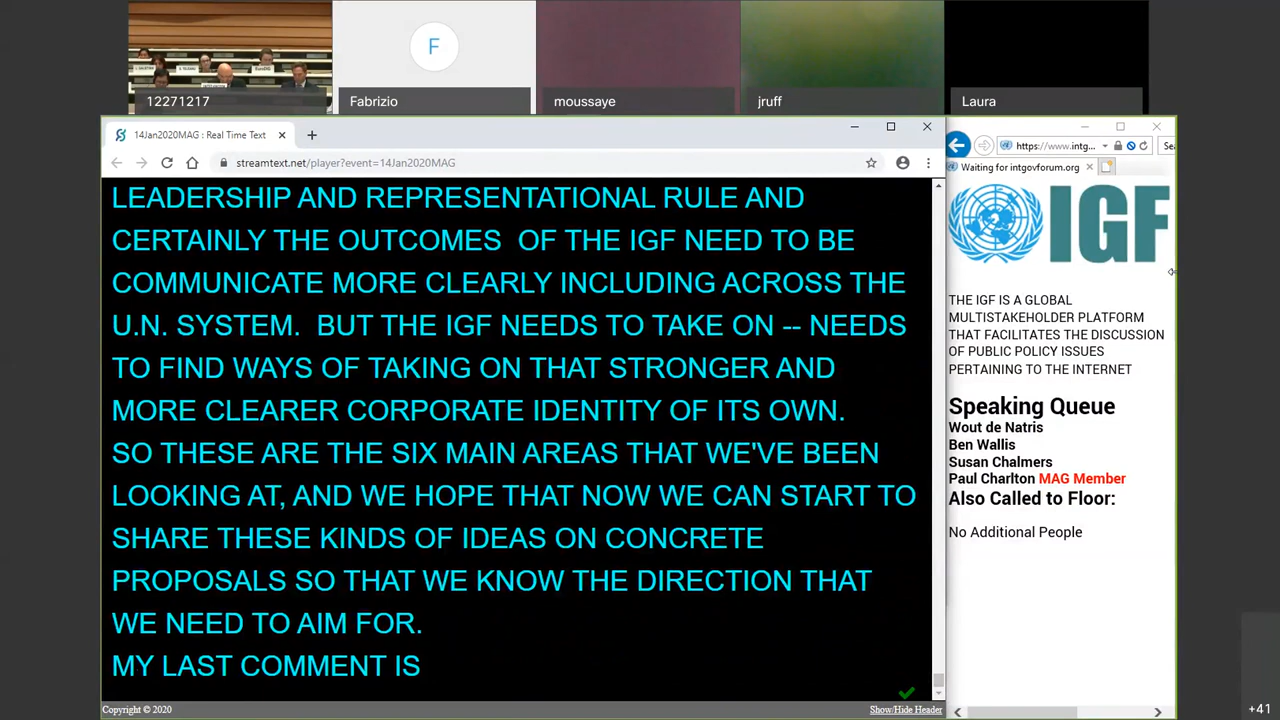 F
12271217
Fabrizio
moussaye
jruff
Laura
14Jan2020MAG : Real Time Text
streamtext.net/player?event=14Jan2020MAG
LEADERSHIP AND REPRESENTATIONAL RULE AND
CERTAINLY THE OUTCOMES OF THE IGF NEED TO BE
COMMUNICATE MORE CLEARLY INCLUDING ACROSS THE
U.N. SYSTEM. BUT THE IGF NEEDS TO TAKE ON -- NEEDS
TO FIND WAYS OF TAKING ON THAT STRONGER AND
MORE CLEARER CORPORATE IDENTITY OF ITS OWN.
SO THESE ARE THE SIX MAIN AREAS THAT WE'VE BEEN
LOOKING AT, AND WE HOPE THAT NOW WE CAN START TO
SHARE THESE KINDS OF IDEAS ON CONCRETE
PROPOSALS SO THAT WE KNOW THE DIRECTION THAT
WE NEED TO AIM FOR.
MY LAST COMMENT IS
Copyright © 2020
Show/Hide Header
https://www.intg...
Sea
Waiting for intgovforum.org
IGF
THE IGF IS A GLOBAL
MULTISTAKEHOLDER PLATFORM
THAT FACILITATES THE DISCUSSION
OF PUBLIC POLICY ISSUES
PERTAINING TO THE INTERNET
Speaking Queue
Wout de Natris
Ben Wallis
Susan Chalmers
Paul Charlton MAG Member
Also Called to Floor:
No Additional People
+41